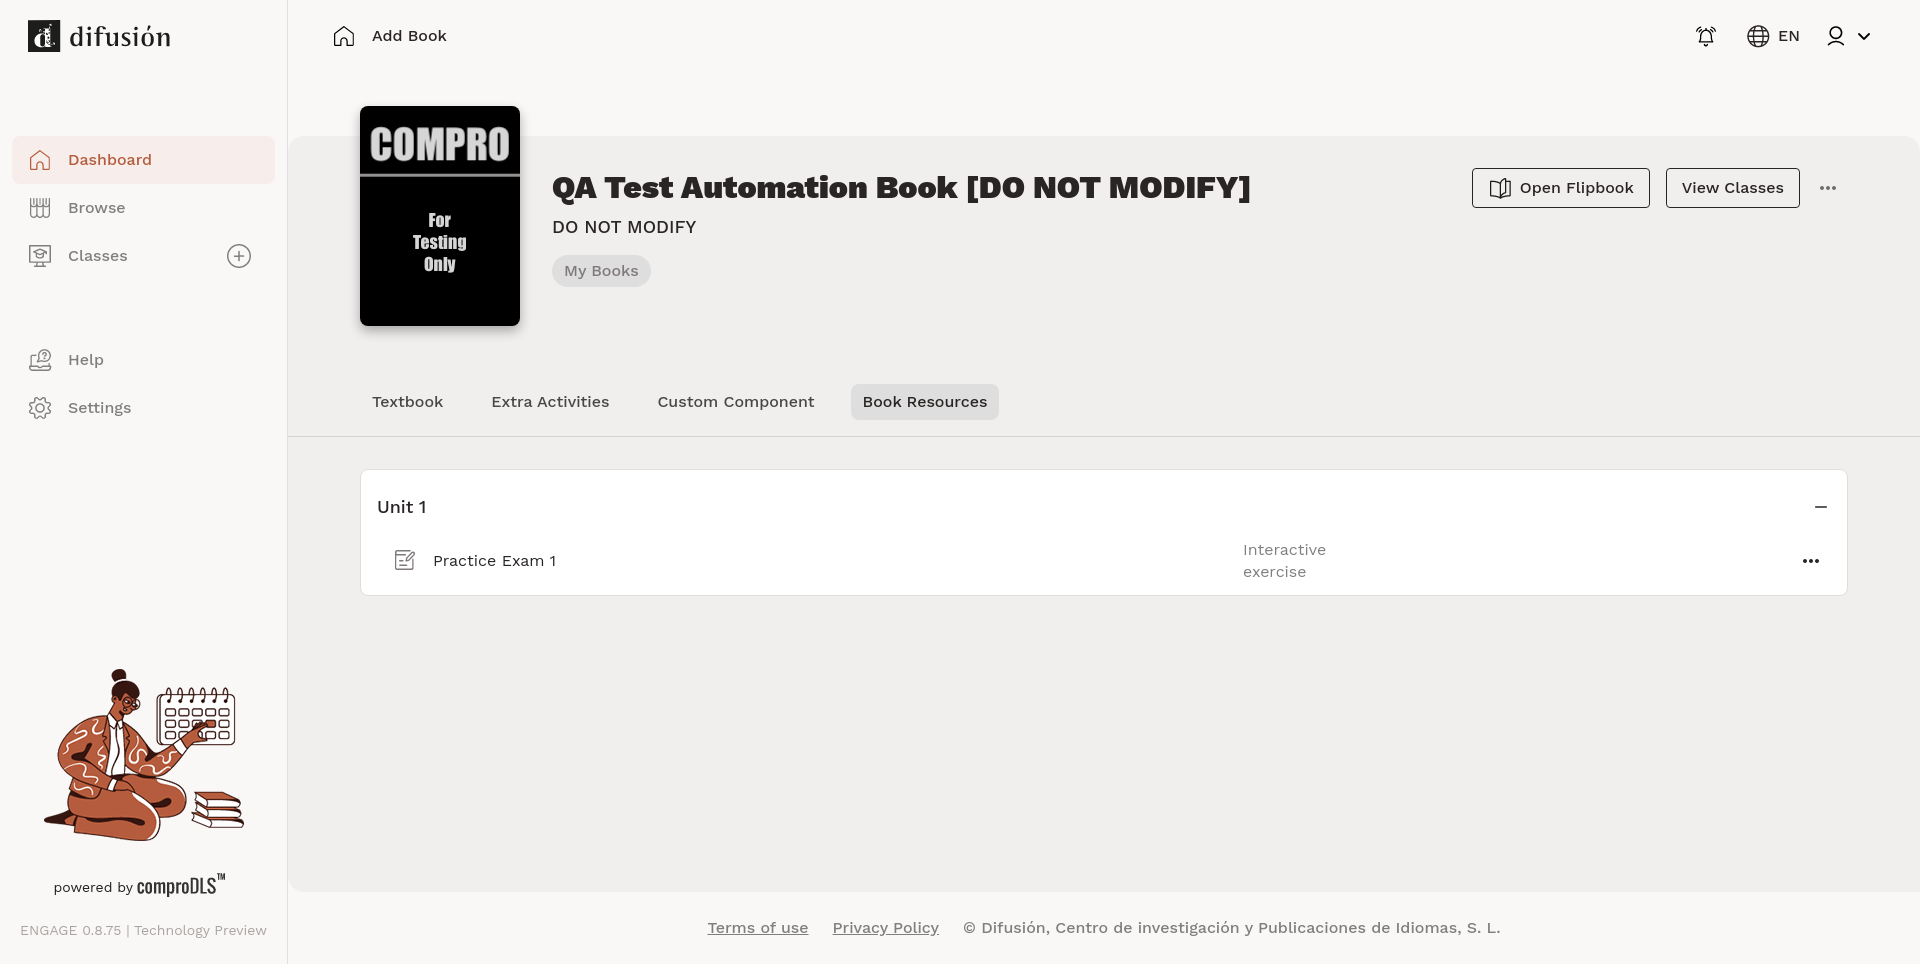 difusión
Add Book
EN
Dashboard
Browse
Classes
Help
Settings
powered by comproDLS™
ENGAGE 0.8.75 | Technology Preview
COMPRO
For
Testing
Only
QA Test Automation Book [DO NOT MODIFY]
DO NOT MODIFY
My Books
Open Flipbook
View Classes
Textbook
Extra Activities
Custom Component
Book Resources
Unit 1
Practice Exam 1
Interactive
exercise
Terms of use
Privacy Policy
© Difusión, Centro de investigación y Publicaciones de Idiomas, S. L.